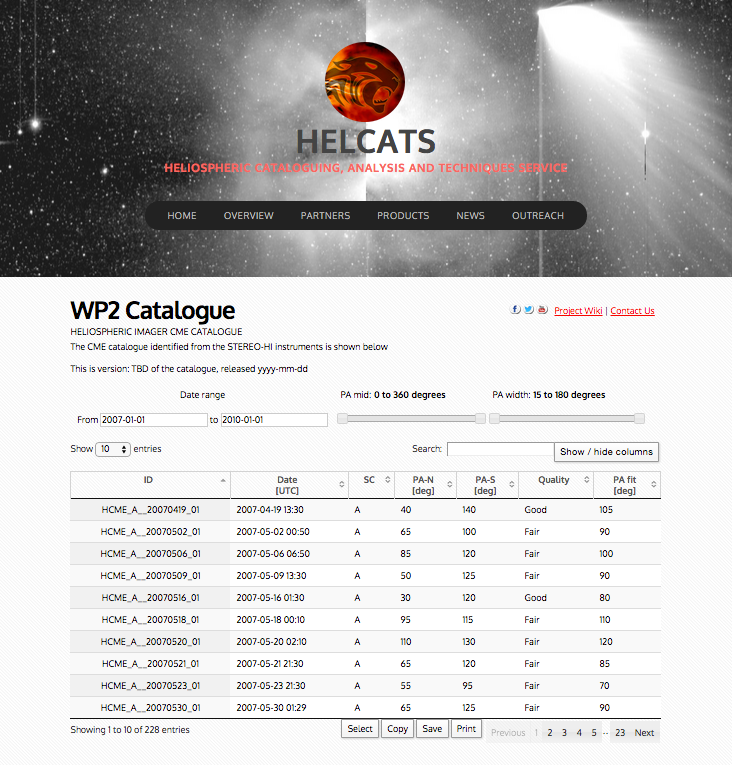 HELCATS
HELIOSPHERIC CATALOGUING, ANALYSIS AND TECHNIQUES SERVICE
HOME OVERVIEW PARTNERS PRODUCTS NEWS OUTREACH
WP2 Catalogue
Project Wiki | Contact Us
HELIOSPHERIC IMAGER CME CATALOGUE
The CME catalogue identified from the STEREO-HI instruments is shown below
This is version: TBD of the catalogue, released yyyy-mm-dd
Date range PA mid: 0 to 360 degrees PA width: 15 to 180 degrees
From 2007-01-01 to 2010-01-01
Show 10 entries Search: Show / hide columns
ID Date SC PA-N PA-S Quality PA fit
[UTC] [deg] [deg] [deg]
HCME_A__20070419_01 2007-04-19 13:30 A 40 140 Good 105
HCME_A__20070502_01 2007-05-02 00:50 A 65 100 Fair 90
HCME_A__20070506_01 2007-05-06 06:50 A 85 120 Fair 100
HCME_A__20070509_01 2007-05-09 13:30 A 50 125 Fair 90
HCME_A__20070516_01 2007-05-16 01:30 A 30 120 Good 80
HCME_A__20070518_01 2007-05-18 00:10 A 95 115 Fair 110
HCME_A__20070520_01 2007-05-20 02:10 A 110 130 Fair 120
HCME_A__20070521_01 2007-05-21 21:30 A 65 120 Fair 85
HCME_A__20070523_01 2007-05-23 21:30 A 55 95 Fair 70
HCME_A__20070530_01 2007-05-30 01:29 A 65 125 Fair 90
Showing 1 to 10 of 228 entries Select Copy Save Print Previous 1 2 3 4 5 ... 23 Next